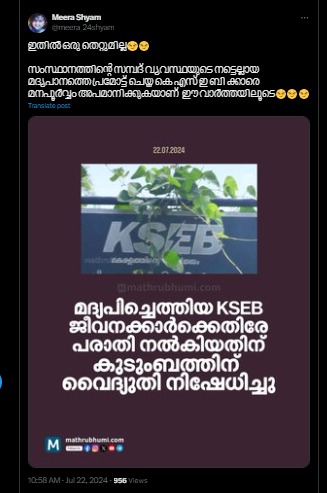 Meera Shyam
@meera_24shyam
ഇതിൽ ഒരു തെറ്റുമില്ല
സംസ്ഥാനത്തിന്റെ സമ്പദ് വ്യവസ്ഥയുടെ നട്ടെല്ലായ
മദ്യപാനത്തെ പ്രമോട്ട് ചെയ്ത കെ എസ് ഇ ബി ക്കാരെ
മനപൂർവ്വം അപമാനിക്കുകയാണ് ഈ വാർത്തയിലൂടെ
Translate post
22.07.2024
KSEB
@mathrubhumi.com
മദ്യപിച്ചെത്തിയ KSEB
ജീവനക്കാർക്കെതിരേ
പരാതി നൽകിയതിന്
കുടുംബത്തിന്
വൈദ്യുതി നിഷേധിച്ചു
M mathrubhumi.com
10:58 AM · Jul 22, 2024 · 956 Views